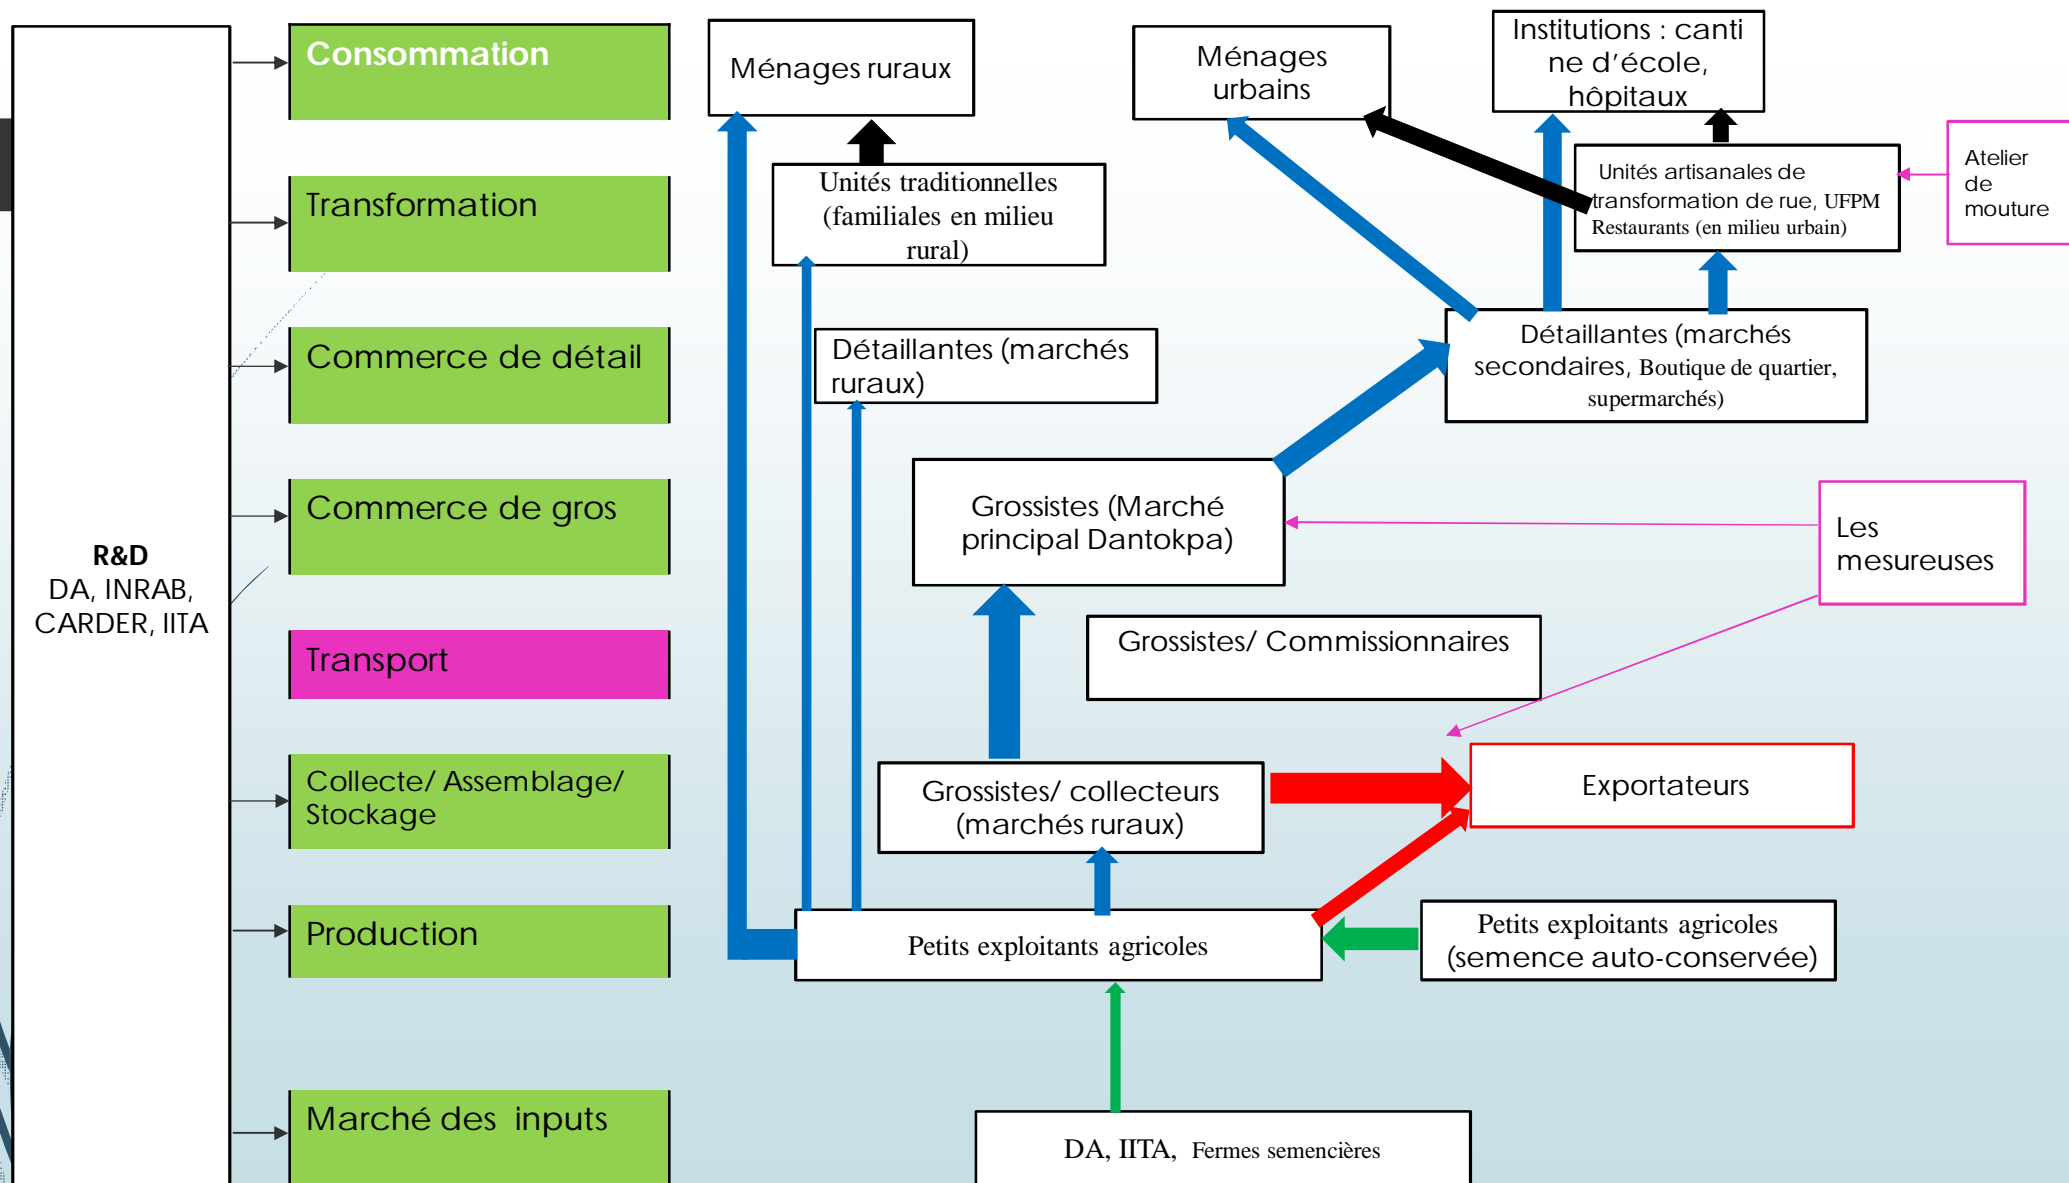 R&D
DA, INRAB,
CARDER, IITA
Consommation
Transformation
Commerce de détail
Commerce de gros
Transport
Collecte/ Assemblage/
Stockage
Production
Marché des inputs
Ménages ruraux
Ménages
urbains
Institutions : canti
ne d’école,
hôpitaux
Unités traditionnelles
(familiales en milieu
rural)
Unités artisanales de
transformation de rue, UFPM
Restaurants (en milieu urbain)
Atelier
de
mouture
Détaillantes (marchés
ruraux)
Détaillantes (marchés
secondaires, Boutique de quartier,
supermarchés)
Grossistes (Marché
principal Dantokpa)
Les
mesureuses
Grossistes/ Commissionnaires
Grossistes/ collecteurs
(marchés ruraux)
Exportateurs
Petits exploitants agricoles
Petits exploitants agricoles
(semence auto-conservée)
DA, IITA, Fermes semencières